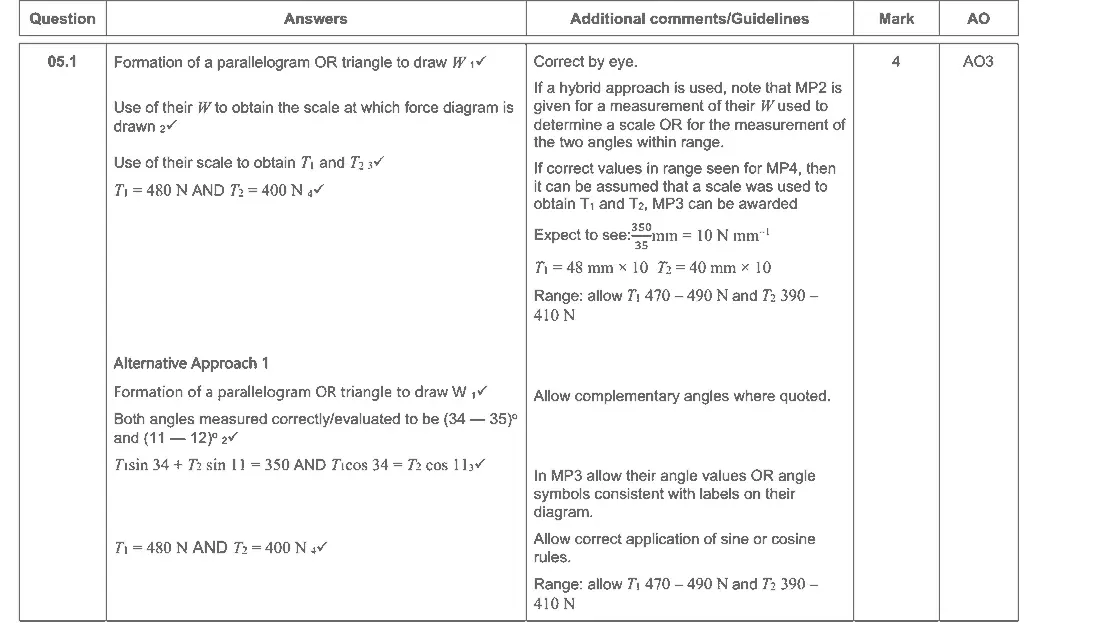 Question Answers Additional comments/Guidelines Mark AO
05.1 Formation of a parallelogram OR triangle to draw W ₁✓ Correct by eye. 4 AO3
If a hybrid approach is used, note that MP2 is
given for a measurement of their W used to
determine a scale OR for the measurement of
the two angles within range.
Use of their W to obtain the scale at which force diagram is
drawn ₂✓
Use of their scale to obtain T₁ and T₂ ₃✓
T₁ = 480 N AND T₂ = 400 N ₄✓
If correct values in range seen for MP4, then
it can be assumed that a scale was used to
obtain T₁ and T₂, MP3 can be awarded
Expect to see: 350/35 mm = 10 N mm⁻¹
T₁ = 48 mm × 10 T₂ = 40 mm × 10
Range: allow T₁ 470 – 490 N and T₂ 390 –
410 N
Alternative Approach 1
Formation of a parallelogram OR triangle to draw W ₁✓
Allow complementary angles where quoted.
Both angles measured correctly/evaluated to be (34 — 35)º
and (11 — 12)º ₂✓
T₁sin 34 + T₂ sin 11 = 350 AND T₁cos 34 = T₂ cos 11₃✓
In MP3 allow their angle values OR angle
symbols consistent with labels on their
diagram.
T₁ = 480 N AND T₂ = 400 N ₄✓
Allow correct application of sine or cosine
rules.
Range: allow T₁ 470 – 490 N and T₂ 390 –
410 N